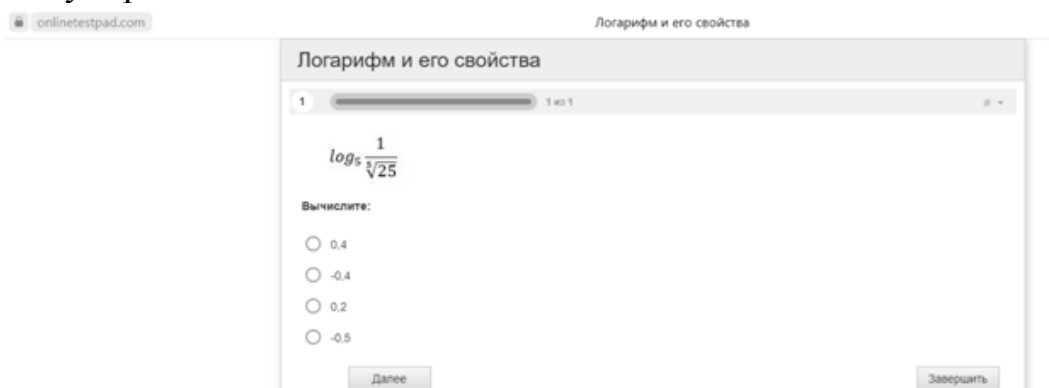 onlinetestpad.com
Логарифм и его свойства
Логарифм и его свойства
1
1 из 1
log₅ 1/⁵√25
Вычислите:
0,4
-0,4
0,2
-0,5
Далее
Завершить